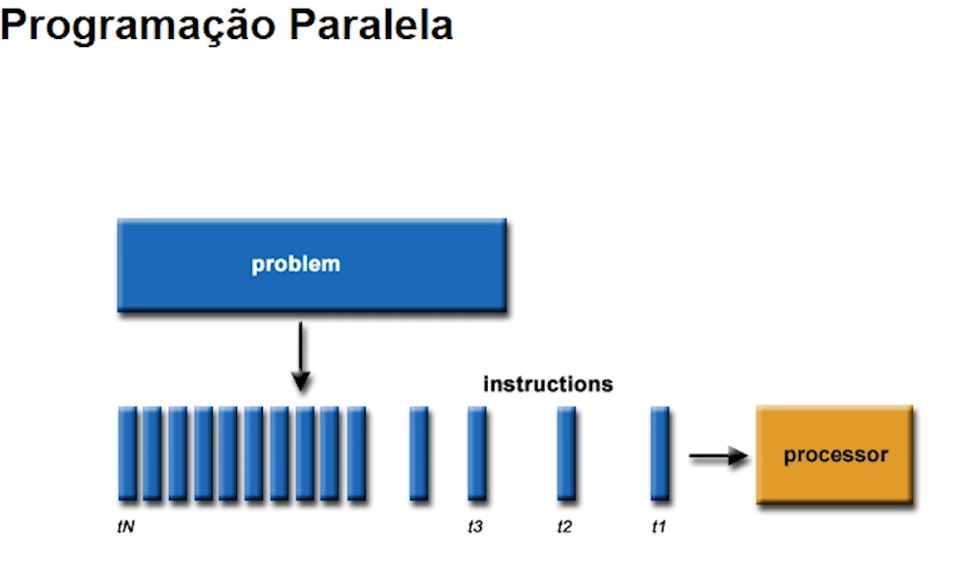 Programação Paralela
problem
instructions
processor
tN
t3
t2
t1